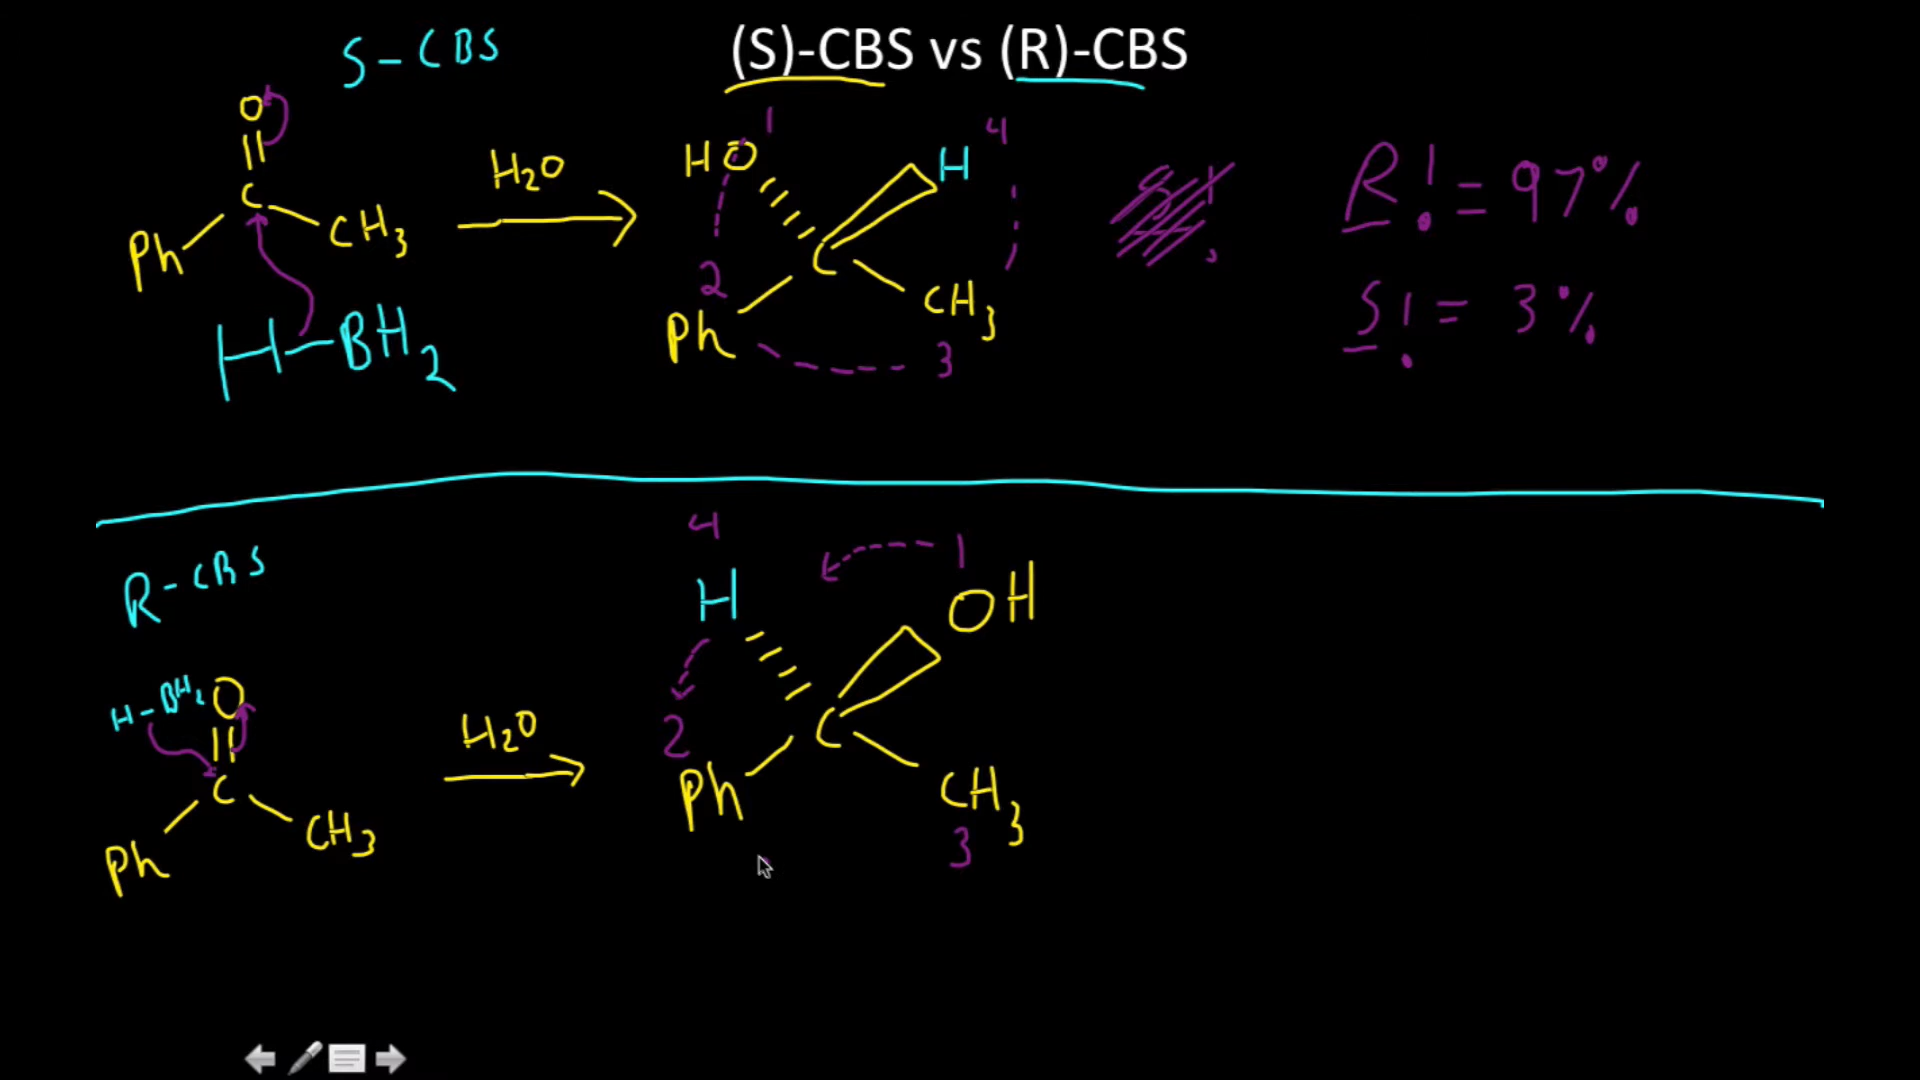 (S)-CBS vs (R)-CBS
S-CBS
O
C
Ph
CH3
H-BH2
H2O
HO
1
H
4
C
2
Ph
CH3
3
R! = 97%
S! = 3%
R-CBS
H-BH2
O
C
Ph
CH3
H2O
4
H
1
OH
2
C
Ph
CH3
3